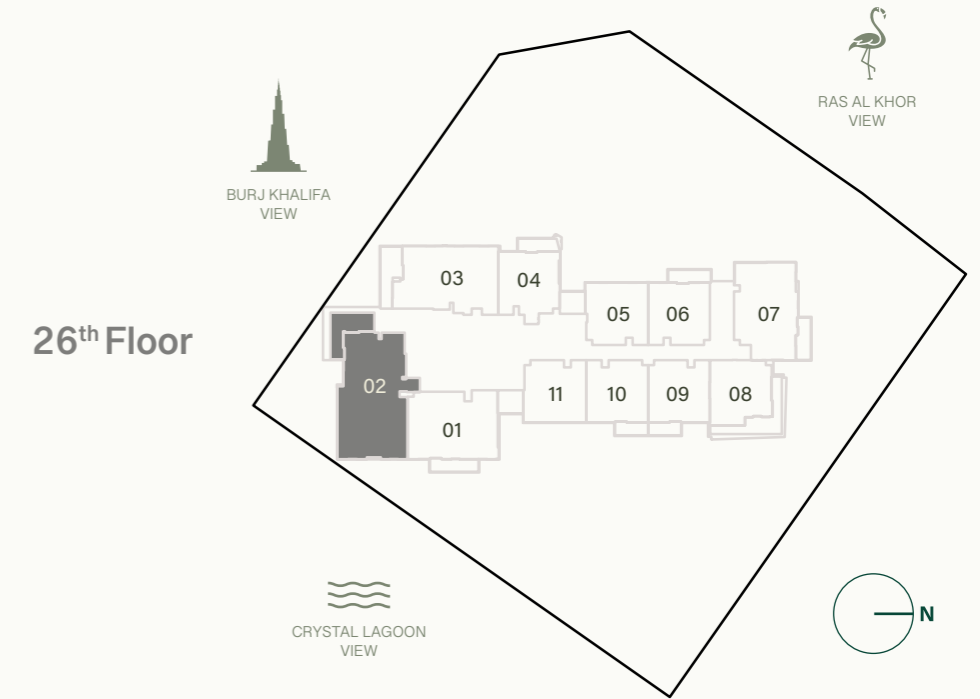 RAS AL KHOR
VIEW
BURJ KHALIFA
VIEW
26th Floor
03
04
05
06
07
02
01
11
10
09
08
CRYSTAL LAGOON
VIEW
N